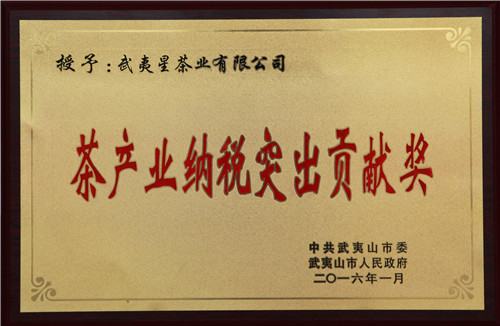 授予：武夷星茶业有限公司
茶产业纳税突出贡献奖
中共武夷山市委
武夷山市人民政府
二〇一六年一月